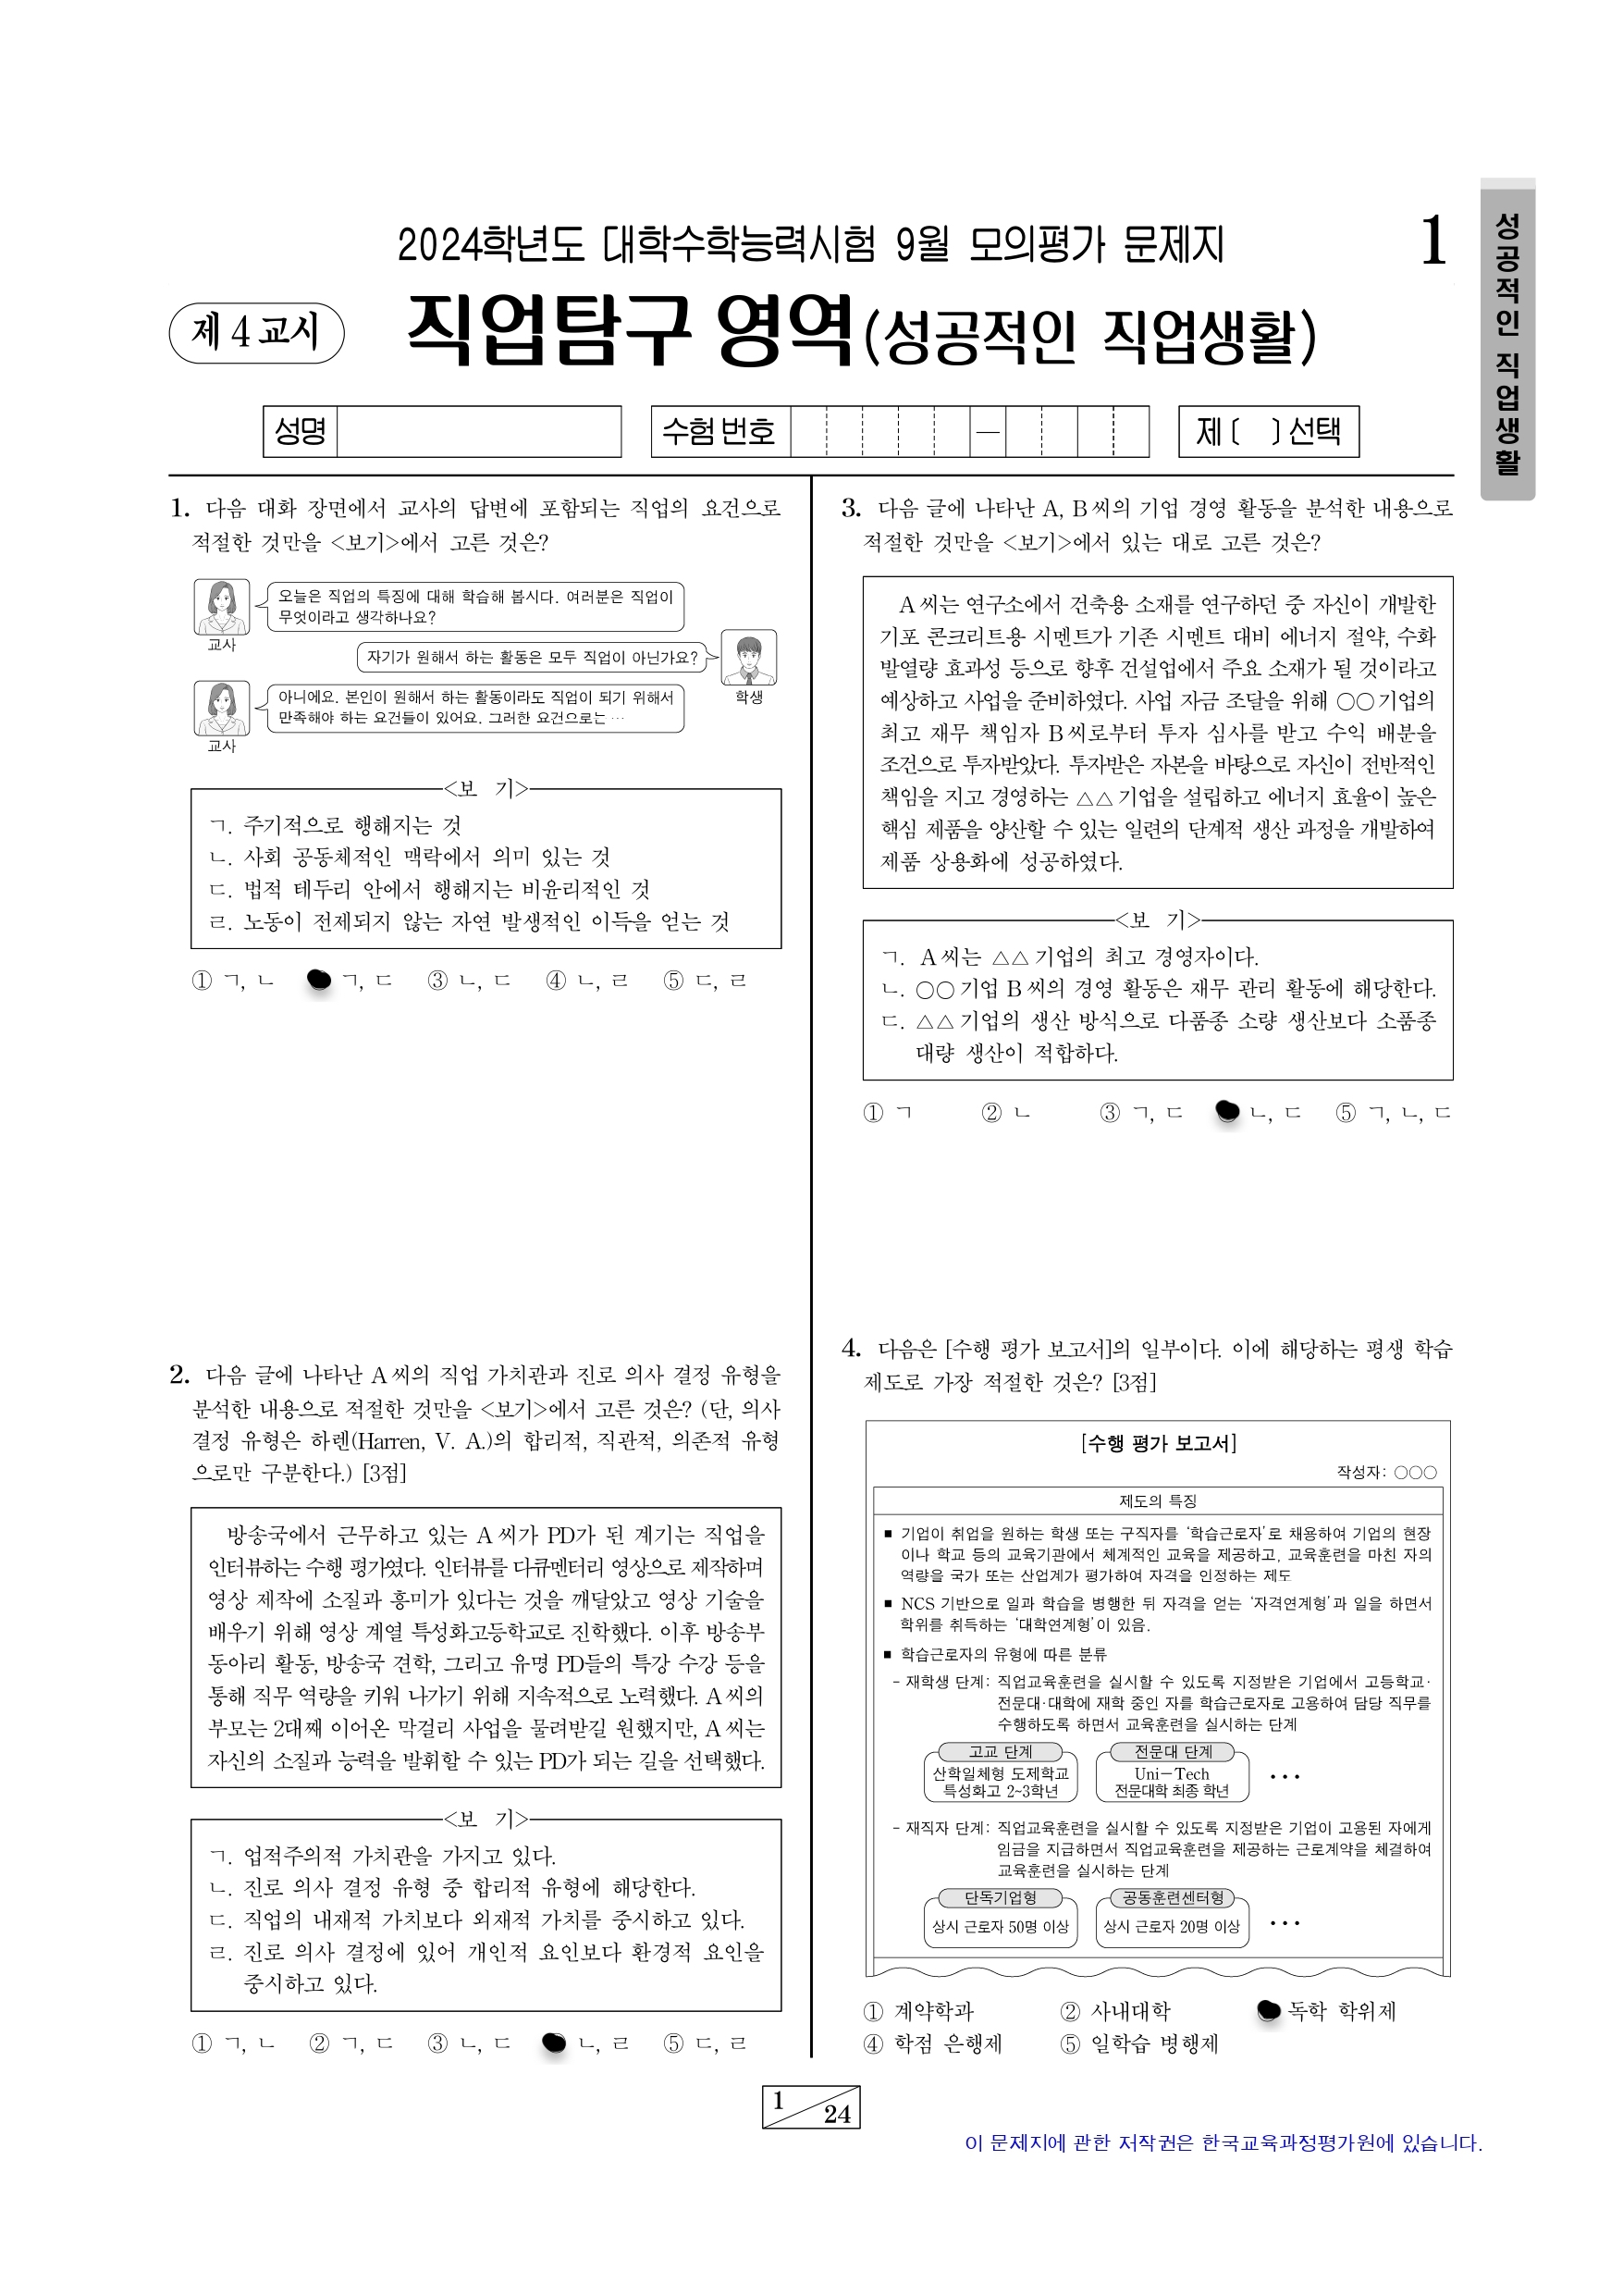 2024학년도 대학수학능력시험 9월 모의평가 문제지
1
성공적인 직업생활
제 4 교시
직업탐구 영역(성공적인 직업생활)
성명
수험 번호
—
제 〔 〕 선택
1. 다음 대화 장면에서 교사의 답변에 포함되는 직업의 요건으로
적절한 것만을 <보기>에서 고른 것은?
오늘은 직업의 특징에 대해 학습해 봅시다. 여러분은 직업이
무엇이라고 생각하나요?
교사
자기가 원해서 하는 활동은 모두 직업이 아닌가요?
학생
아니에요. 본인이 원해서 하는 활동이라도 직업이 되기 위해서
만족해야 하는 요건들이 있어요. 그러한 요건으로는 …
교사
<보 기>
ㄱ. 주기적으로 행해지는 것
ㄴ. 사회 공동체적인 맥락에서 의미 있는 것
ㄷ. 법적 테두리 안에서 행해지는 비윤리적인 것
ㄹ. 노동이 전제되지 않는 자연 발생적인 이득을 얻는 것
① ㄱ, ㄴ ㄱ, ㄷ ③ ㄴ, ㄷ ④ ㄴ, ㄹ ⑤ ㄷ, ㄹ
2. 다음 글에 나타난 A 씨의 직업 가치관과 진로 의사 결정 유형을
분석한 내용으로 적절한 것만을 <보기>에서 고른 것은? (단, 의사
결정 유형은 하렌(Harren, V. A.)의 합리적, 직관적, 의존적 유형
으로만 구분한다.) [3점]
방송국에서 근무하고 있는 A 씨가 PD가 된 계기는 직업을
인터뷰하는 수행 평가였다. 인터뷰를 다큐멘터리 영상으로 제작하며
영상 제작에 소질과 흥미가 있다는 것을 깨달았고 영상 기술을
배우기 위해 영상 계열 특성화고등학교로 진학했다. 이후 방송부
동아리 활동, 방송국 견학, 그리고 유명 PD들의 특강 수강 등을
통해 직무 역량을 키워 나가기 위해 지속적으로 노력했다. A 씨의
부모는 2대째 이어온 막걸리 사업을 물려받길 원했지만, A 씨는
자신의 소질과 능력을 발휘할 수 있는 PD가 되는 길을 선택했다.
<보 기>
ㄱ. 업적주의적 가치관을 가지고 있다.
ㄴ. 진로 의사 결정 유형 중 합리적 유형에 해당한다.
ㄷ. 직업의 내재적 가치보다 외재적 가치를 중시하고 있다.
ㄹ. 진로 의사 결정에 있어 개인적 요인보다 환경적 요인을
중시하고 있다.
① ㄱ, ㄴ ② ㄱ, ㄷ ③ ㄴ, ㄷ ㄴ, ㄹ ⑤ ㄷ, ㄹ
3. 다음 글에 나타난 A, B 씨의 기업 경영 활동을 분석한 내용으로
적절한 것만을 <보기>에서 있는 대로 고른 것은?
A 씨는 연구소에서 건축용 소재를 연구하던 중 자신이 개발한
기포 콘크리트용 시멘트가 기존 시멘트 대비 에너지 절약, 수화
발열량 효과성 등으로 향후 건설업에서 주요 소재가 될 것이라고
예상하고 사업을 준비하였다. 사업 자금 조달을 위해 ○○ 기업의
최고 재무 책임자 B 씨로부터 투자 심사를 받고 수익 배분을
조건으로 투자받았다. 투자받은 자본을 바탕으로 자신이 전반적인
책임을 지고 경영하는 △△ 기업을 설립하고 에너지 효율이 높은
핵심 제품을 양산할 수 있는 일련의 단계적 생산 과정을 개발하여
제품 상용화에 성공하였다.
<보 기>
ㄱ. A 씨는 △△ 기업의 최고 경영자이다.
ㄴ. ○○ 기업 B 씨의 경영 활동은 재무 관리 활동에 해당한다.
ㄷ. △△ 기업의 생산 방식으로 다품종 소량 생산보다 소품종
대량 생산이 적합하다.
① ㄱ ② ㄴ ③ ㄱ, ㄷ ㄴ, ㄷ ⑤ ㄱ, ㄴ, ㄷ
4. 다음은 [수행 평가 보고서]의 일부이다. 이에 해당하는 평생 학습
제도로 가장 적절한 것은? [3점]
[수행 평가 보고서]
작성자: ○○○
제도의 특징
■ 기업이 취업을 원하는 학생 또는 구직자를 ‘학습근로자’로 채용하여 기업의 현장
이나 학교 등의 교육기관에서 체계적인 교육을 제공하고, 교육훈련을 마친 자의
역량을 국가 또는 산업계가 평가하여 자격을 인정하는 제도
■ NCS 기반으로 일과 학습을 병행한 뒤 자격을 얻는 ‘자격연계형’과 일을 하면서
학위를 취득하는 ‘대학연계형’이 있음.
■ 학습근로자의 유형에 따른 분류
- 재학생 단계: 직업교육훈련을 실시할 수 있도록 지정받은 기업에서 고등학교·
전문대·대학에 재학 중인 자를 학습근로자로 고용하여 담당 직무를
수행하도록 하면서 교육훈련을 실시하는 단계
고교 단계 전문대 단계
산학일체형 도제학교 Uni-Tech …
특성화고 2~3학년 전문대학 최종 학년
- 재직자 단계: 직업교육훈련을 실시할 수 있도록 지정받은 기업이 고용된 자에게
임금을 지급하면서 직업교육훈련을 제공하는 근로계약을 체결하여
교육훈련을 실시하는 단계
단독기업형 공동훈련센터형
상시 근로자 50명 이상 상시 근로자 20명 이상 …
① 계약학과 ② 사내대학 독학 학위제
④ 학점 은행제 ⑤ 일학습 병행제
1
24
이 문제지에 관한 저작권은 한국교육과정평가원에 있습니다.